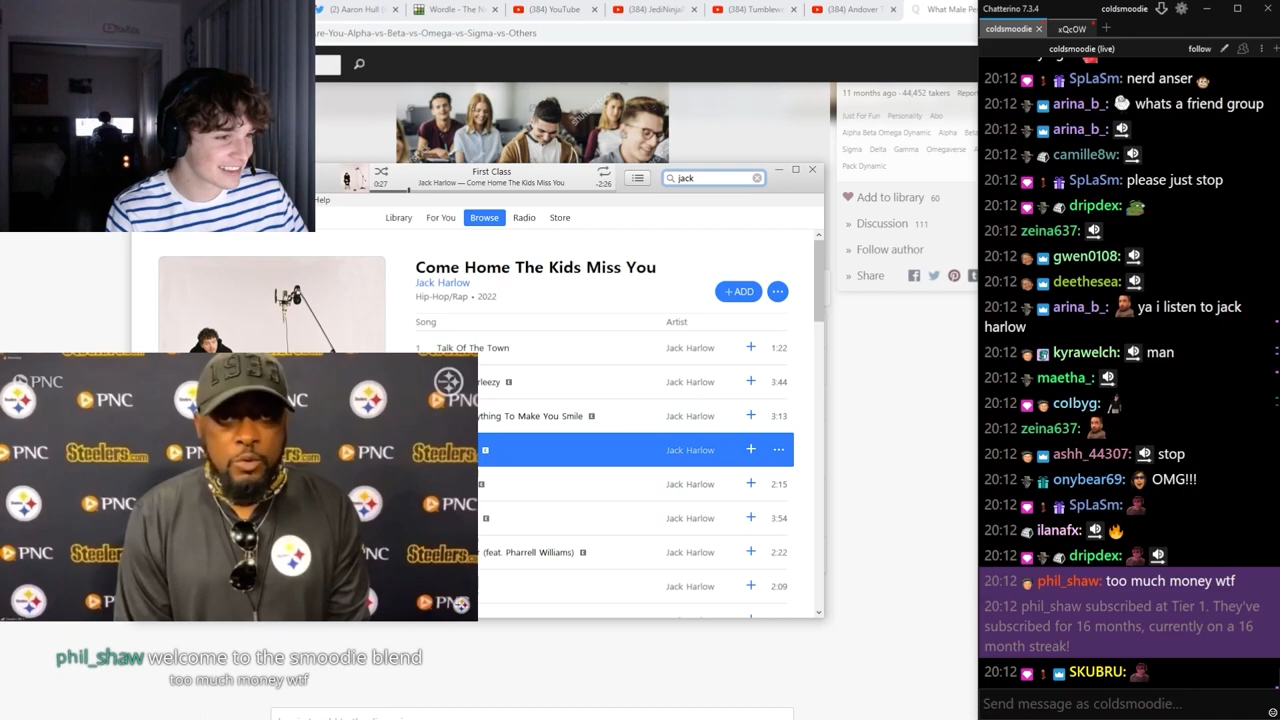 (2) Aaron Hull (
Wordle - The N
(384) YouTube
(384) JediNinja
(384) Tumblew
(384) Andover T
What Male Pe
re-You-Alpha-vs-Beta-vs-Omega-vs-Sigma-vs-Others
11 months ago - 44,452 takers
Repor
Just For Fun Personality Abo
Alpha Beta Omega Dynamic Alpha Beta
Sigma Delta Gamma Omegaverse
Pack Dynamic
Add to library 60
» Discussion 111
» Follow author
» Share
First Class
Jack Harlow — Come Home The Kids Miss You
0:27
-2:26
jack
Help
Library
For You
Browse
Radio
Store
Come Home The Kids Miss You
Jack Harlow
Hip-Hop/Rap • 2022
+ ADD
Song
Artist
1 Talk Of The Town Jack Harlow 1:22
rleezy Jack Harlow 3:44
ything To Make You Smile Jack Harlow 3:13
Jack Harlow
Jack Harlow 2:15
Jack Harlow 3:54
r (feat. Pharrell Williams) Jack Harlow 2:22
Jack Harlow 2:09
1933
PNC
Steelers.com
Steelers
phil_shaw welcome to the smoodie blend
too much money wtf
Chatterino 7.3.4
coldsmoodie
coldsmoodie
xQcOW
coldsmoodie (live)
follow
20:12 SpLaSm: nerd anser
20:12 arina_b_: whats a friend group
20:12 arina_b_:
20:12 camille8w:
20:12 SpLaSm: please just stop
20:12 dripdex:
20:12 zeina637:
20:12 gwen0108:
20:12 deethesea:
20:12 arina_b_: ya i listen to jack
harlow
20:12 kyrawelch: man
20:12 maetha_:
20:12 colbyg:
20:12 zeina637:
20:12 ashh_44307: stop
20:12 onybear69: OMG!!!
20:12 SpLaSm:
20:12 ilanafx:
20:12 dripdex:
20:12 phil_shaw: too much money wtf
20:12 phil_shaw subscribed at Tier 1. They've
subscribed for 16 months, currently on a 16
month streak!
20:12 SKUBRU:
Send message as coldsmoodie...